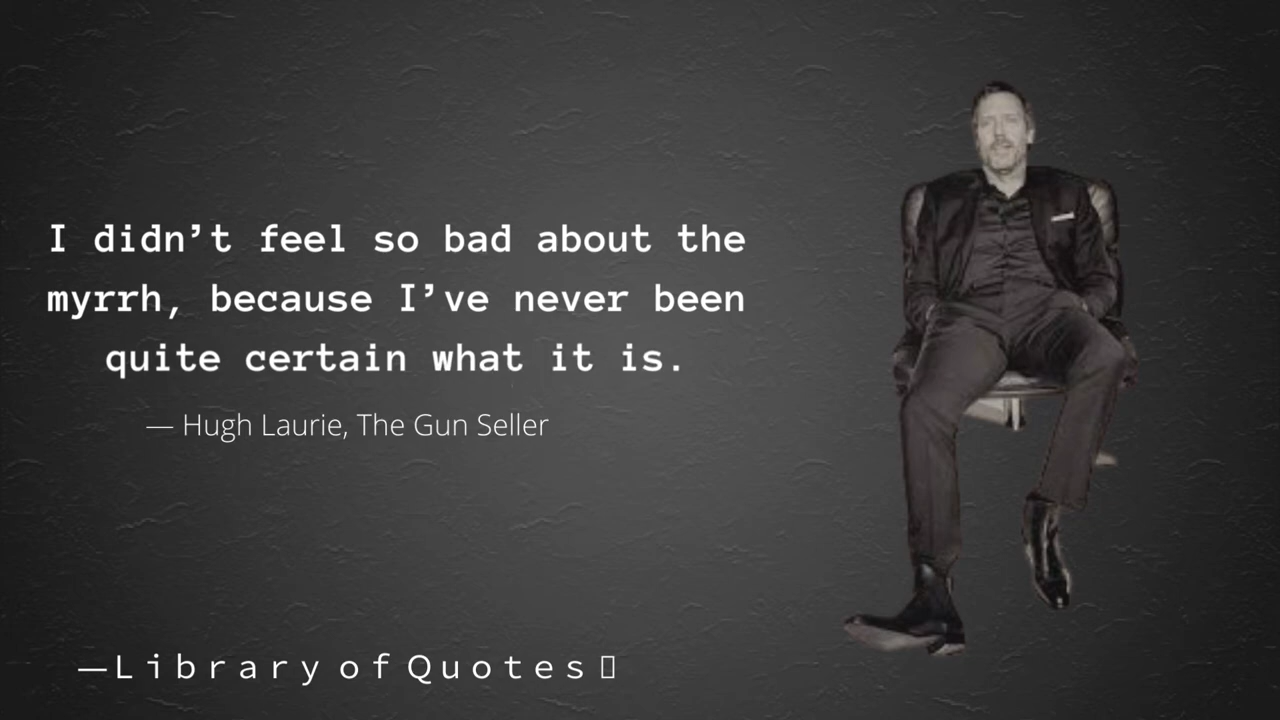 I didn’t feel so bad about the
myrrh, because I’ve never been
quite certain what it is.
— Hugh Laurie, The Gun Seller
—Library of Quotes